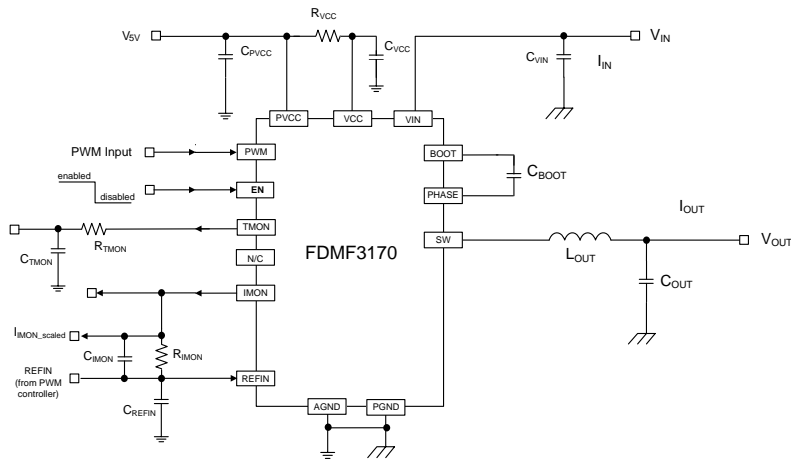 V5V
CPVCC
RVCC
CVCC
CVIN
IIN
VIN
PVCC
VCC
VIN
PWM Input
PWM
enabled
disabled
EN
BOOT
CBOOT
PHASE
TMON
RTMON
CTMON
N/C
FDMF3170
SW
LOUT
IOUT
VOUT
COUT
IMON
IIMON_scaled
CIMON
RIMON
REFIN
(from PWM
controller)
REFIN
CREFIN
AGND
PGND